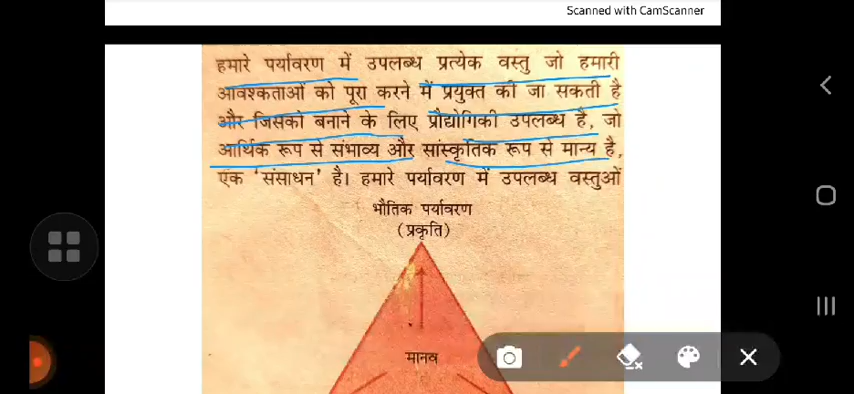 Scanned with CamScanner
हमारे पर्यावरण में उपलब्ध प्रत्येक वस्तु जो हमारी
आवश्कताओं को पूरा करने में प्रयुक्त की जा सकती है
और जिसको बनाने के लिए प्रौद्योगिकी उपलब्ध है, जो
आर्थिक रूप से संभाव्य और सांस्कृतिक रूप से मान्य है,
एक ‘संसाधन’ है। हमारे पर्यावरण में उपलब्ध वस्तुओं
भौतिक पर्यावरण
(प्रकृति)
मानव